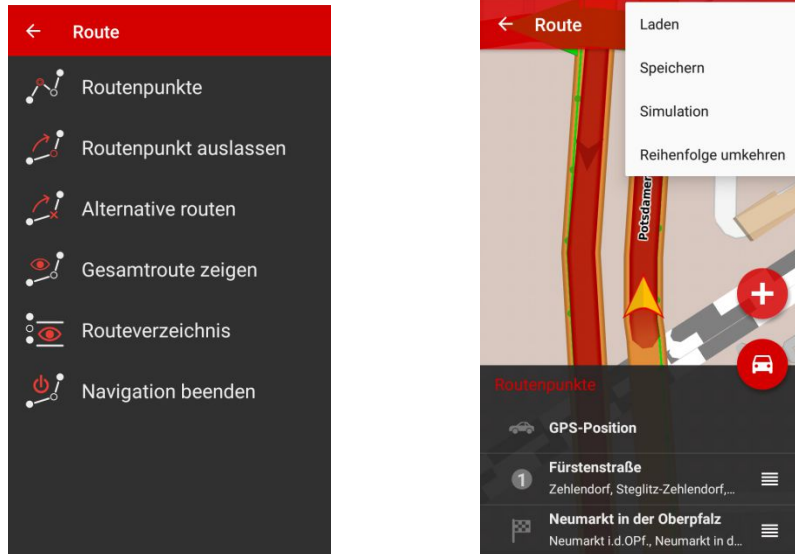 Route
Routenpunkte
Routenpunkt auslassen
Alternative routen
Gesamtroute zeigen
Routeverzeichnis
Navigation beenden
Route
Laden
Speichern
Simulation
Reihenfolge umkehren
Potsdamer
Routenpunkte
GPS-Position
1
Fürstenstraße
Zehlendorf, Steglitz-Zehlendorf,...
Neumarkt in der Oberpfalz
Neumarkt i.d.OPf., Neumarkt in d...